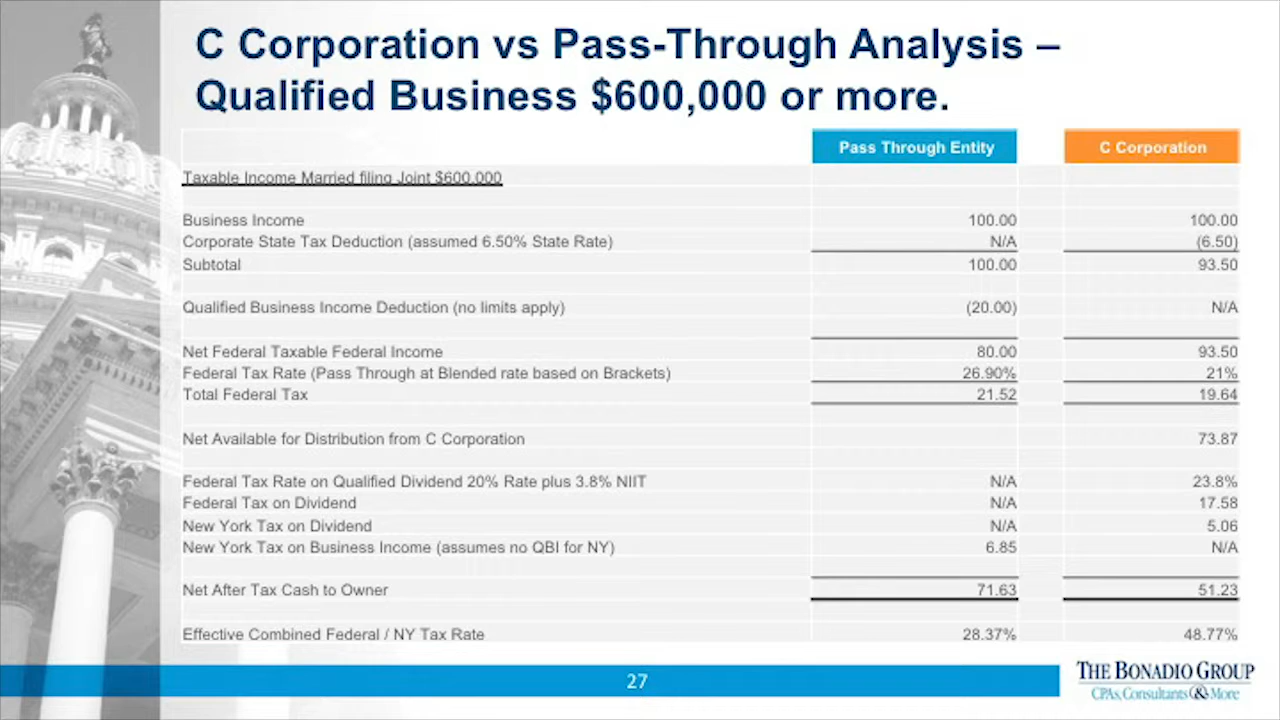 C Corporation vs Pass-Through Analysis –
Qualified Business $600,000 or more.
Pass Through Entity C Corporation
Taxable Income Married filing Joint $600,000
Business Income 100.00 100.00
Corporate State Tax Deduction (assumed 6.50% State Rate) N/A (6.50)
Subtotal 100.00 93.50
Qualified Business Income Deduction (no limits apply) (20.00) N/A
Net Federal Taxable Federal Income 80.00 93.50
Federal Tax Rate (Pass Through at Blended rate based on Brackets) 26.90% 21%
Total Federal Tax 21.52 19.64
Net Available for Distribution from C Corporation 73.87
Federal Tax Rate on Qualified Dividend 20% Rate plus 3.8% NIIT N/A 23.8%
Federal Tax on Dividend N/A 17.58
New York Tax on Dividend N/A 5.06
New York Tax on Business Income (assumes no QBI for NY) 6.85 N/A
Net After Tax Cash to Owner 71.63 51.23
Effective Combined Federal / NY Tax Rate 28.37% 48.77%
27
THE BONADIO GROUP
CPAs, Consultants & More